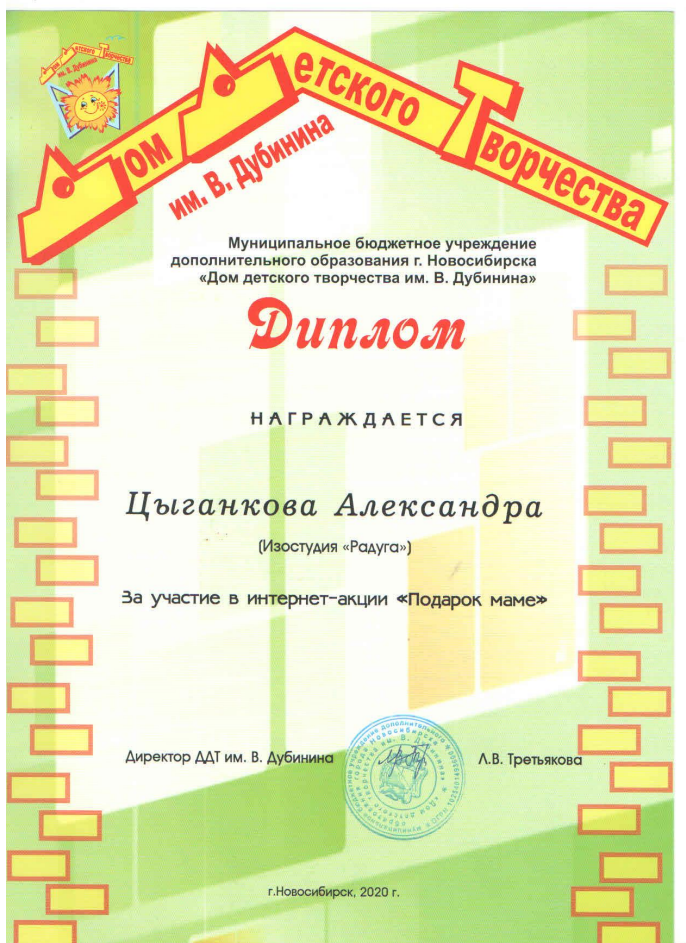 Дом Детского Творчества
им. В. Дубинина
Дом Детского Творчества
им. В. Дубинина
Муниципальное бюджетное учреждение
дополнительного образования г. Новосибирска
«Дом детского творчества им. В. Дубинина»
Диплом
НАГРАЖДАЕТСЯ
Цыганкова Александра
(Изостудия «Радуга»)
За участие в интернет-акции «Подарок маме»
Директор ДДТ им. В. Дубинина
Л.В. Третьякова
г.Новосибирск, 2020 г.